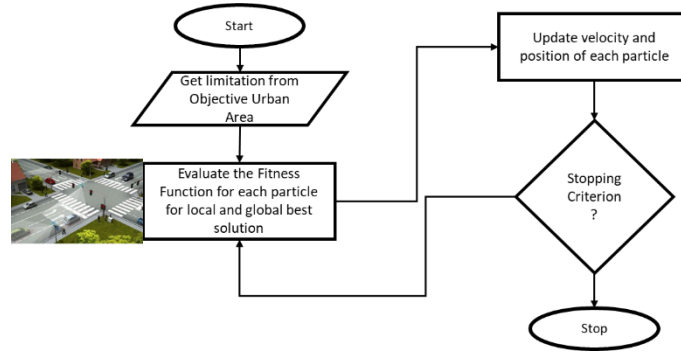 Start
Get limitation from
Objective Urban
Area
Evaluate the Fitness
Function for each particle
for local and global best
solution
Update velocity and
position of each particle
Stopping
Criterion
?
Stop